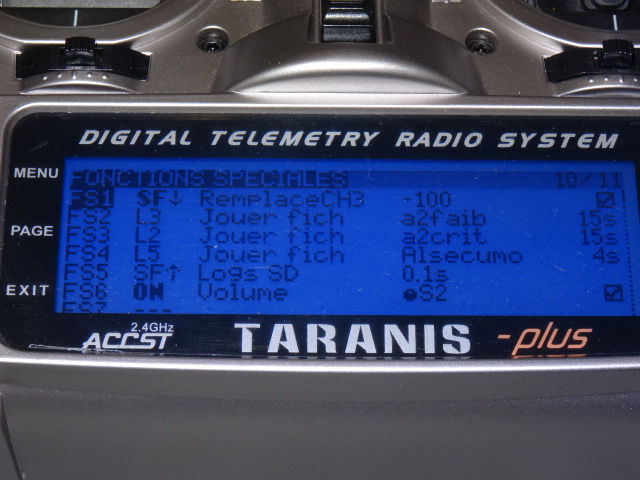 DIGITAL TELEMETRY RADIO SYSTEM
MENU
PAGE
EXIT
FONCTIONS SPECIALES 10/11
FS1 SF↓ RemplaceCH3 -100
FS2 L3 Jouer fich a2faib 15s
FS3 L2 Jouer fich a2crit 15s
FS4 L5 Jouer fich Alsecumo 4s
FS5 SF↑ Logs SD 0.1s
FS6 ON Volume S2
FS7 ---
2.4GHz
ACCST
TARANIS -plus